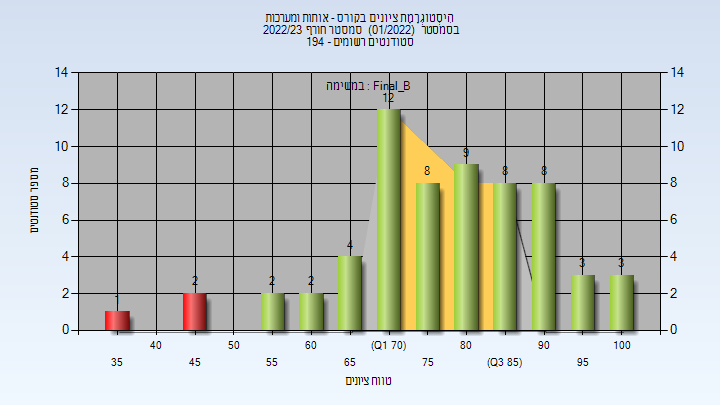 היסְטוגְרָמַת ציונים בקורס - אותות ומערכות
בסמסטר (01/2022) סמסטר חורף 2022/23
סטודנטים רשומים - 194
במשימה : Final_B
14 14
12 12
10 10
8 8
6 6
4 4
2 2
0 0
1 2 2 2 4 12 8 9 8 8 3 3
מספר סטודנטים
40 50 60 (Q1 70) 80 90 100
35 45 55 65 75 (Q3 85) 95
טווח ציונים